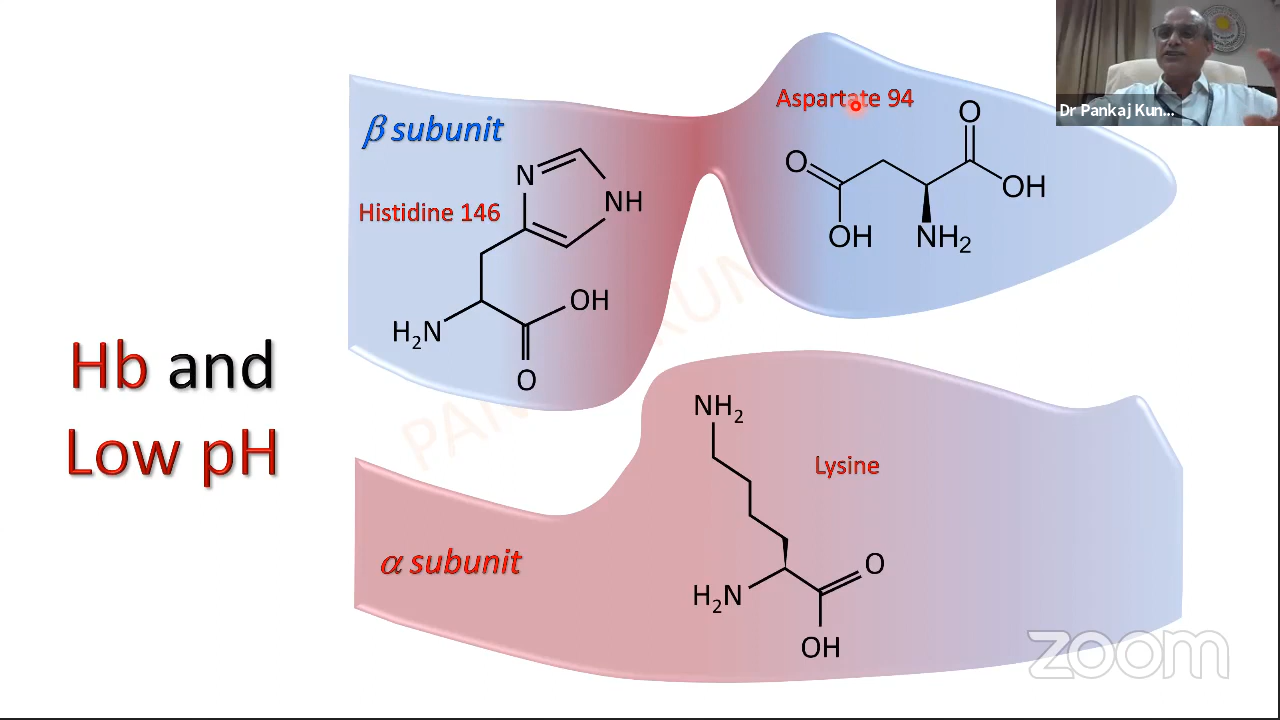 Hb and
Low pH
β subunit
Histidine 146
N
NH
H₂N
OH
O
Aspartate 94
O
O
OH
OH
NH₂
NH₂
Lysine
α subunit
H₂N
O
OH
Dr Pankaj Kun...
zoom